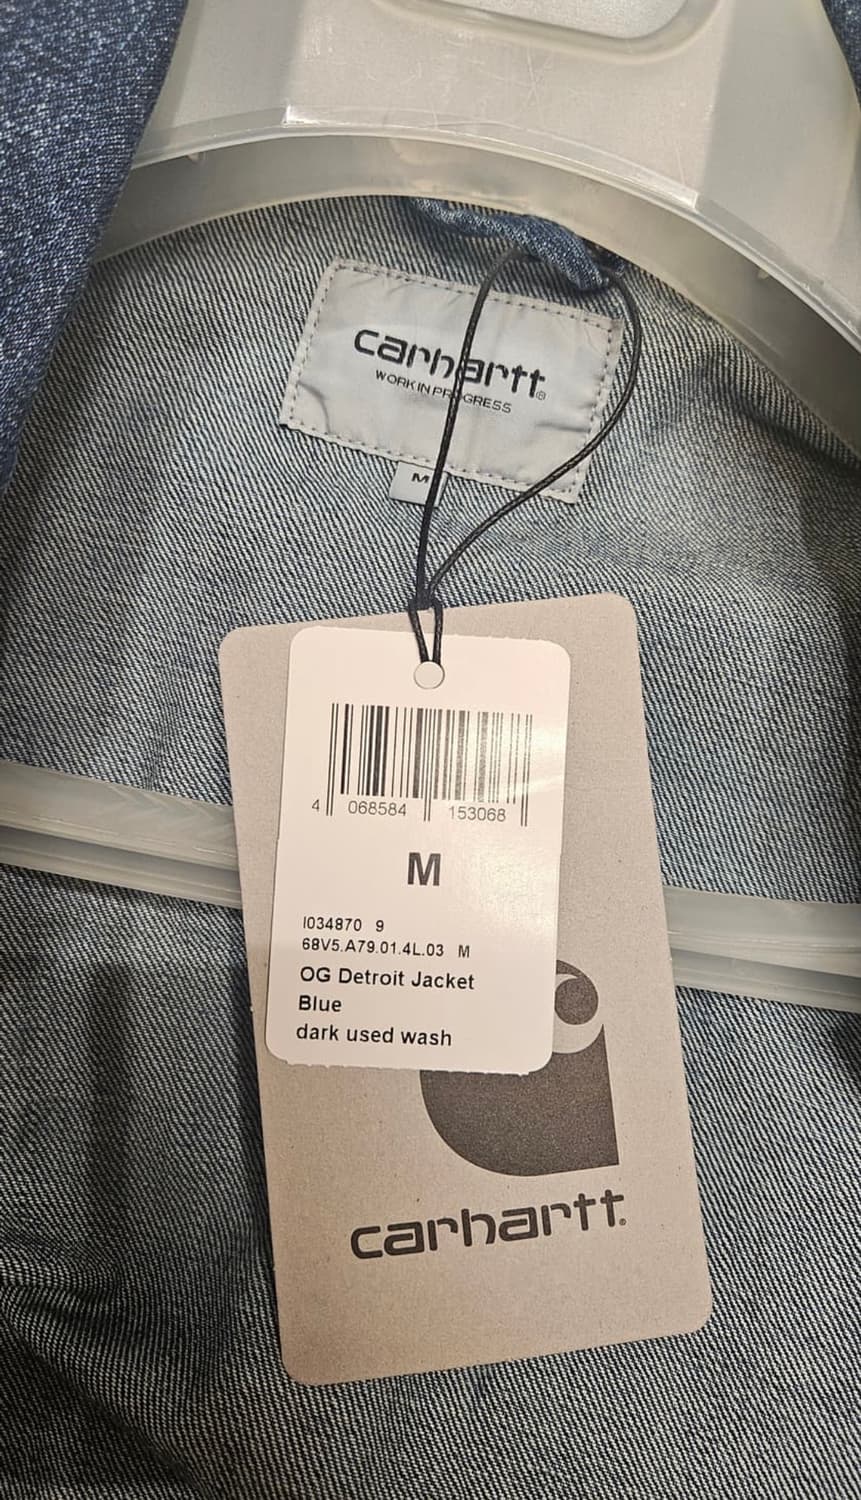 carhartt®
WORK IN PROGRESS
M
4 068584 153068
M
I034870 9
68V5.A79.01.4L.03 M
OG Detroit Jacket
Blue
dark used wash
carhartt®